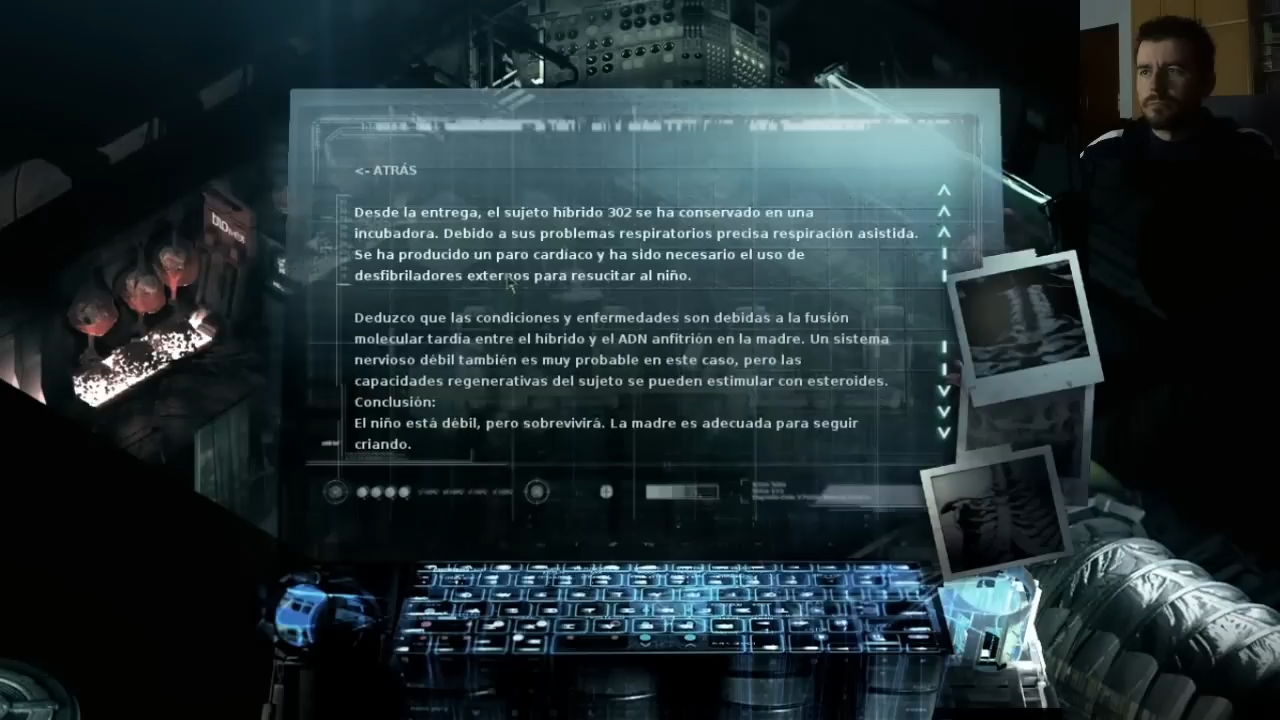 <- ATRÁS
Desde la entrega, el sujeto híbrido 302 se ha conservado en una
incubadora. Debido a sus problemas respiratorios precisa respiración asistida.
Se ha producido un paro cardíaco y ha sido necesario el uso de
desfibriladores externos para resucitar al niño.
Deduzco que las condiciones y enfermedades son debidas a la fusión
molecular tardía entre el híbrido y el ADN anfitrión en la madre. Un sistema
nervioso débil también es muy probable en este caso, pero las
capacidades regenerativas del sujeto se pueden estimular con esteroides.
Conclusión:
El niño está débil, pero sobrevivirá. La madre es adecuada para seguir
criando.